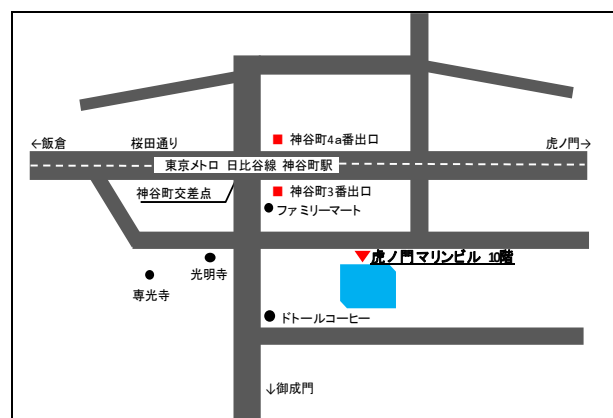 神谷町4a番出口
←飯倉
桜田通り
虎ノ門→
東京メトロ 日比谷線 神谷町駅
神谷町交差点
神谷町3番出口
ファミリーマート
虎ノ門マリンビル 10階
光明寺
専光寺
ドトールコーヒー
↓御成門